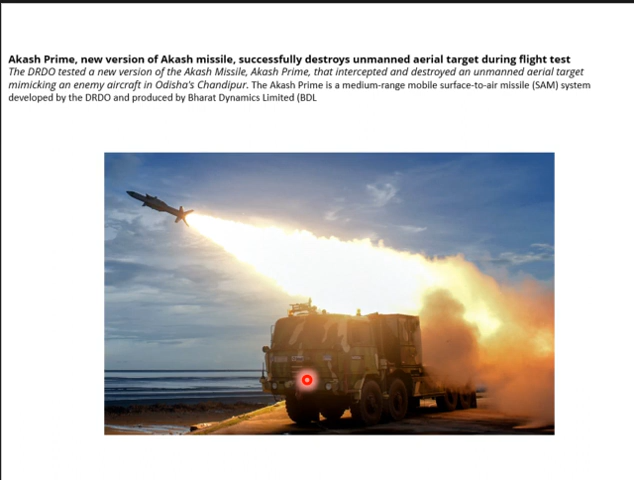 Akash Prime, new version of Akash missile, successfully destroys unmanned aerial target during flight test
The DRDO tested a new version of the Akash Missile, Akash Prime, that intercepted and destroyed an unmanned aerial target
mimicking an enemy aircraft in Odisha's Chandipur. The Akash Prime is a medium-range mobile surface-to-air missile (SAM) system
developed by the DRDO and produced by Bharat Dynamics Limited (BDL